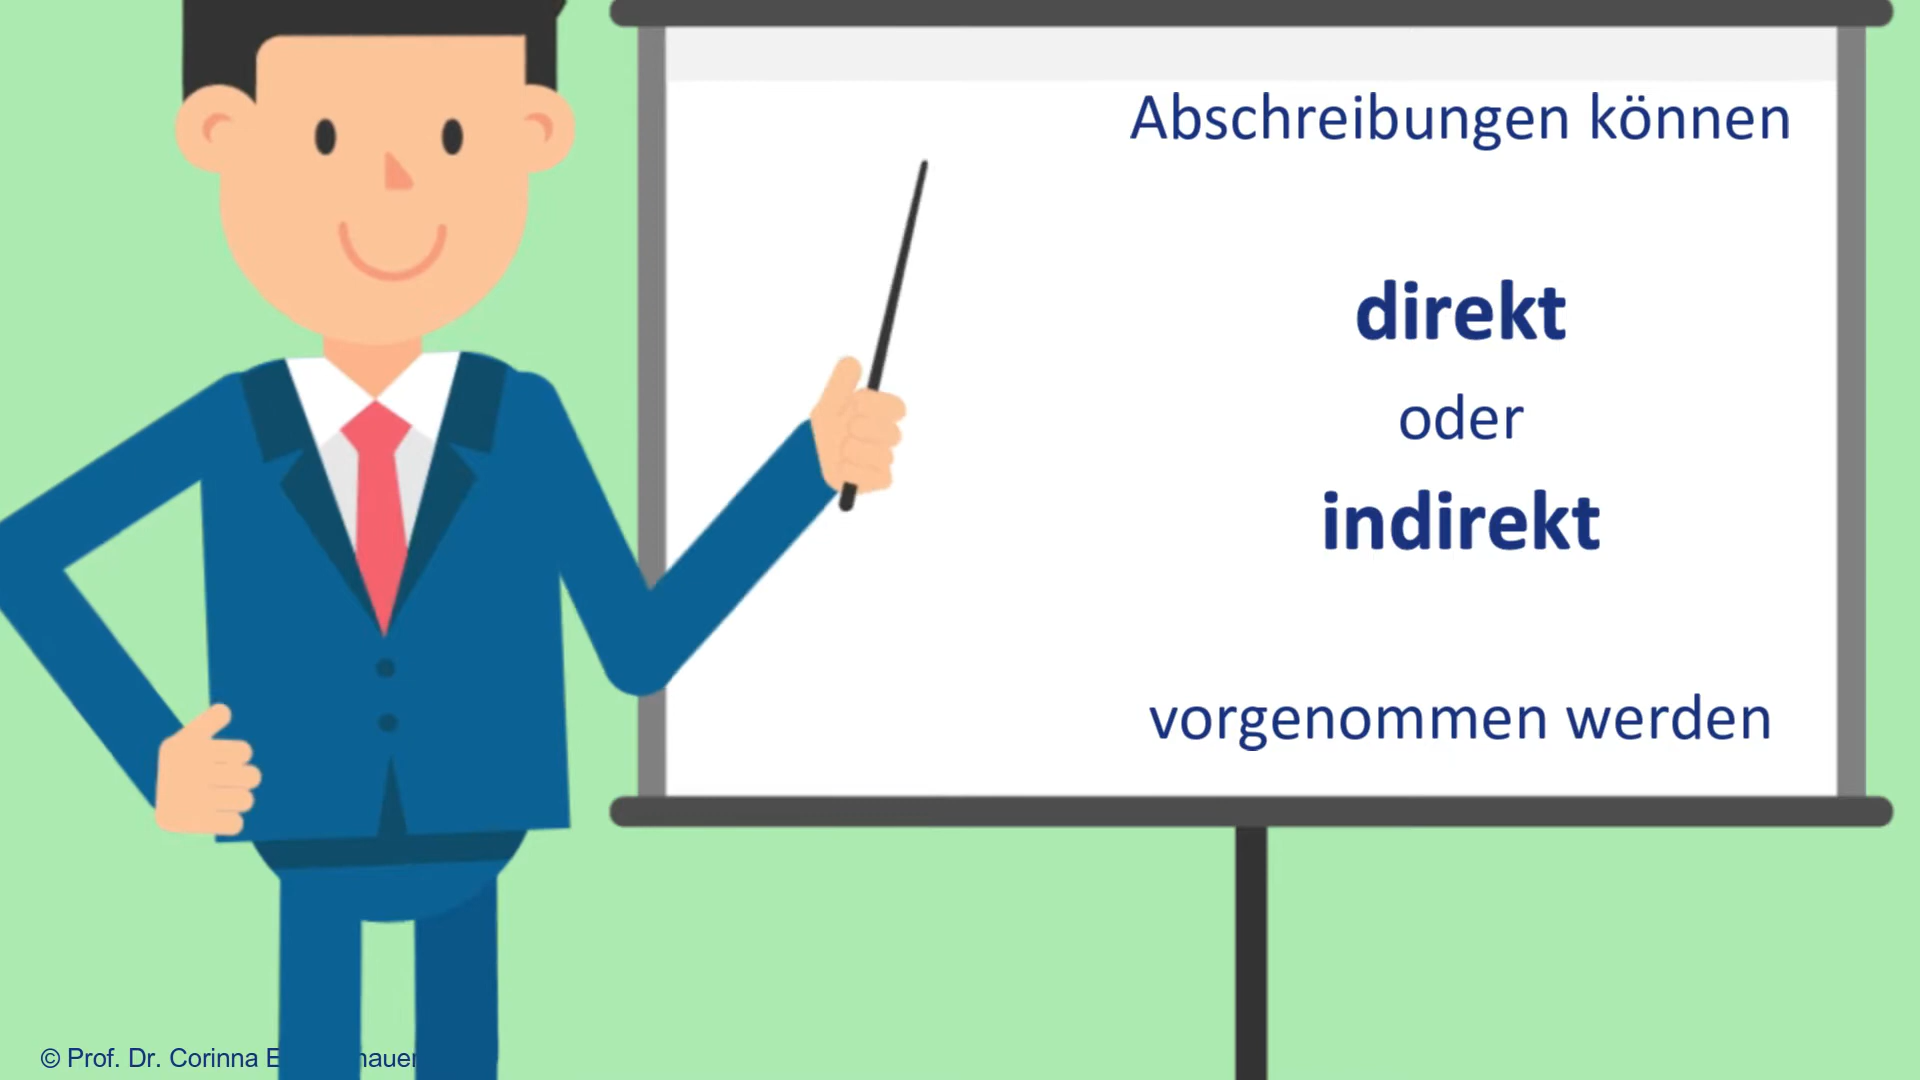 Abschreibungen können
direkt
oder
indirekt
vorgenommen werden
© Prof. Dr. Corinna